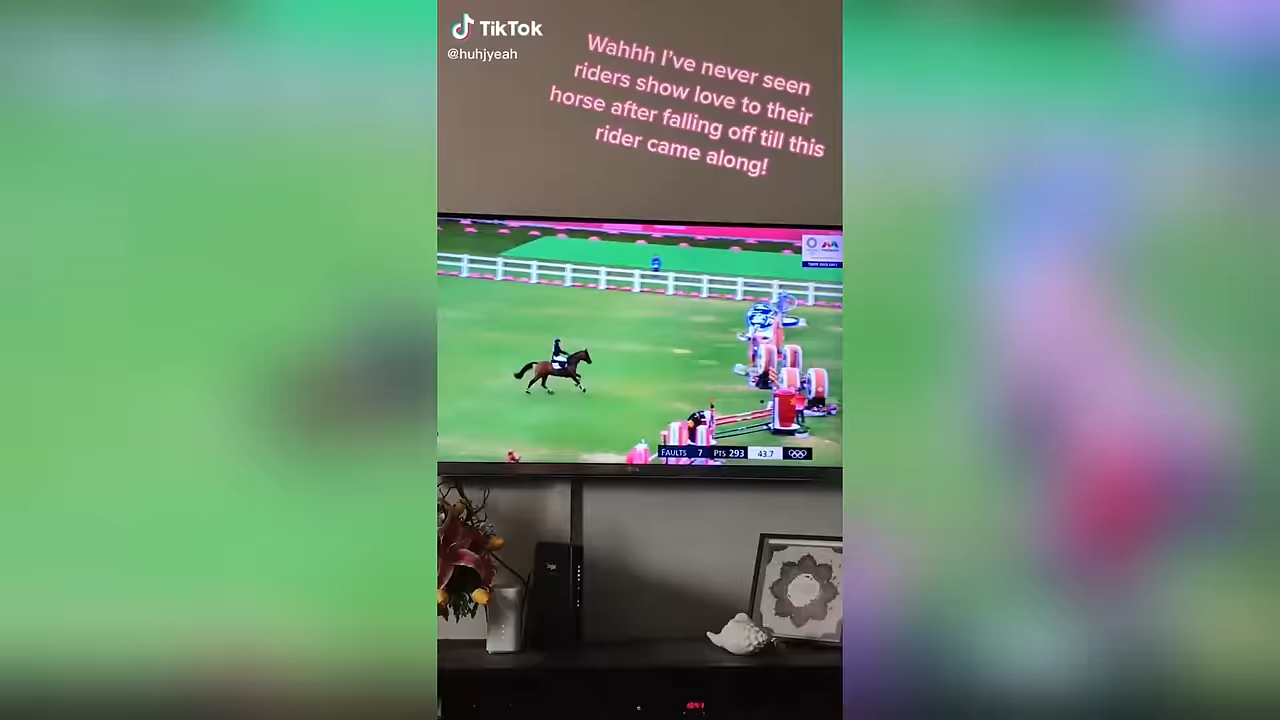 TikTok
@huhjyeah
Wahhh I've never seen
riders show love to their
horse after falling off till this
rider came along!
FAULTS 7 PTS 293 43.7